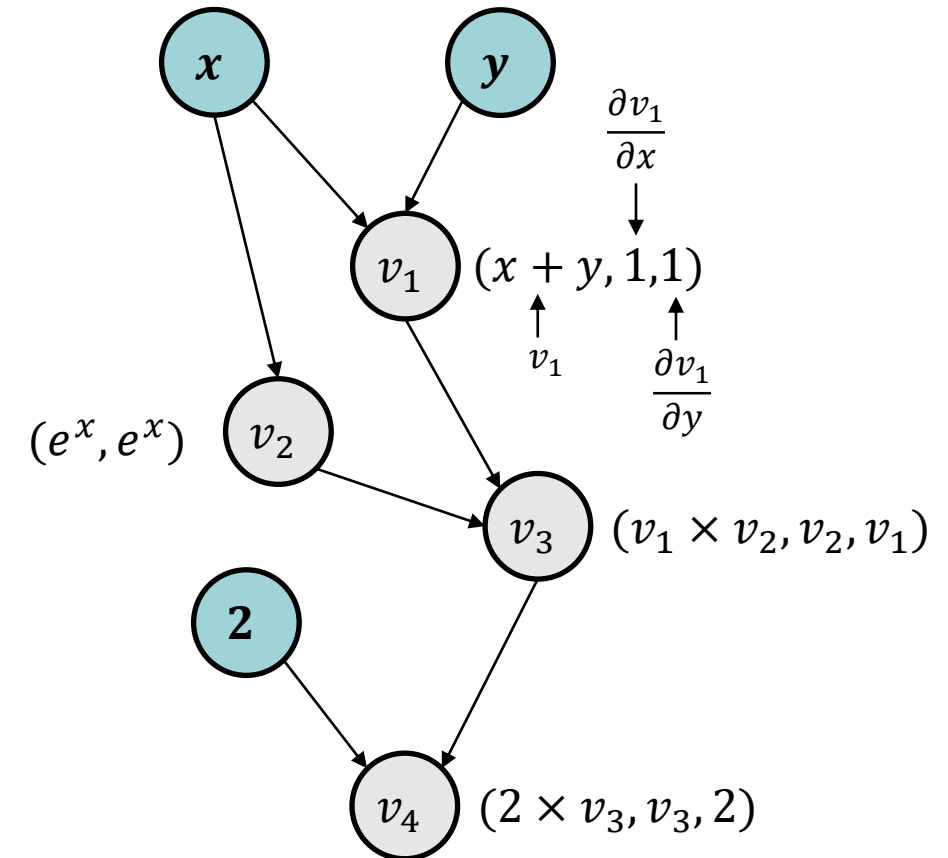 x
y
∂v₁/∂x
v₁
(x + y, 1,1)
v₁
∂v₁/∂y
(eˣ, eˣ)
v₂
v₃
(v₁ × v₂, v₂, v₁)
2
v₄
(2 × v₃, v₃, 2)